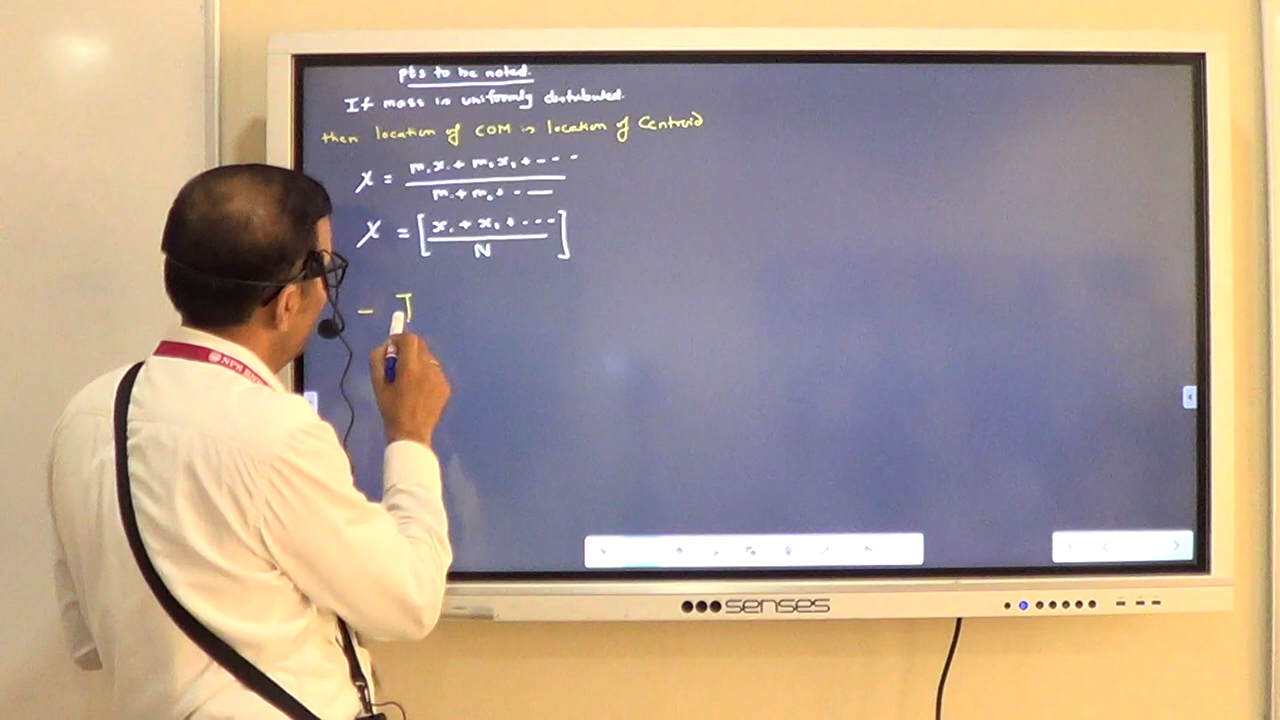 pts to be noted.
If mass is uniformly distributed.
then location of COM is location of Centroid
X = m₁x₁ + m₂x₂ + ---- / m₁ + m₂ + - —
X = [x₁ + x₂ + ---- / N]
- I
NPS
senses